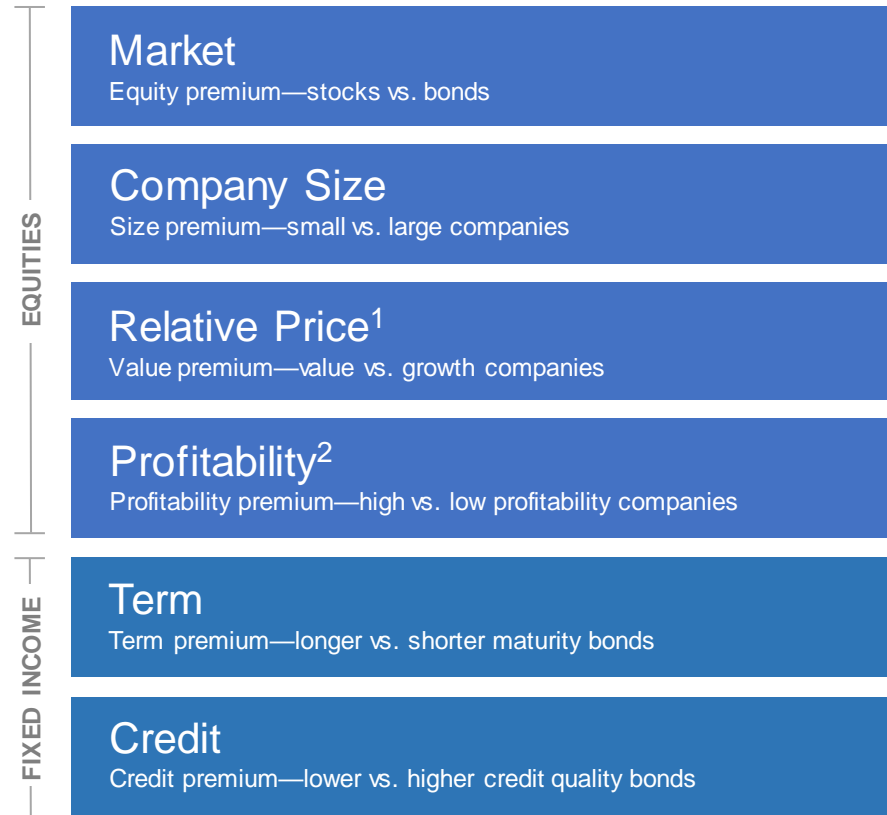 EQUITIES
Market
Equity premium—stocks vs. bonds
Company Size
Size premium—small vs. large companies
Relative Price¹
Value premium—value vs. growth companies
Profitability²
Profitability premium—high vs. low profitability companies
FIXED INCOME
Term
Term premium—longer vs. shorter maturity bonds
Credit
Credit premium—lower vs. higher credit quality bonds